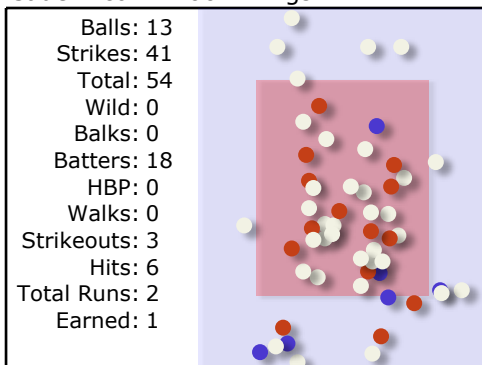 Balls: 13
Strikes: 41
Total: 54
Wild: 0
Balks: 0
Batters: 18
HBP: 0
Walks: 0
Strikeouts: 3
Hits: 6
Total Runs: 2
Earned: 1